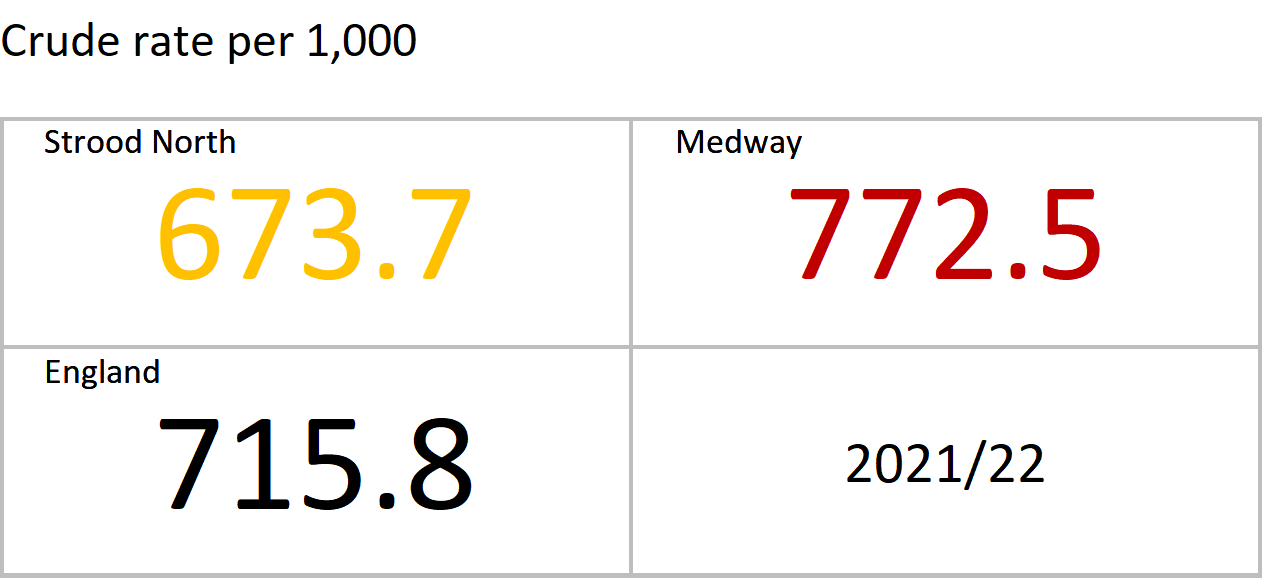 Crude rate per 1,000
Strood North
673.7
Medway
772.5
England
715.8
2021/22